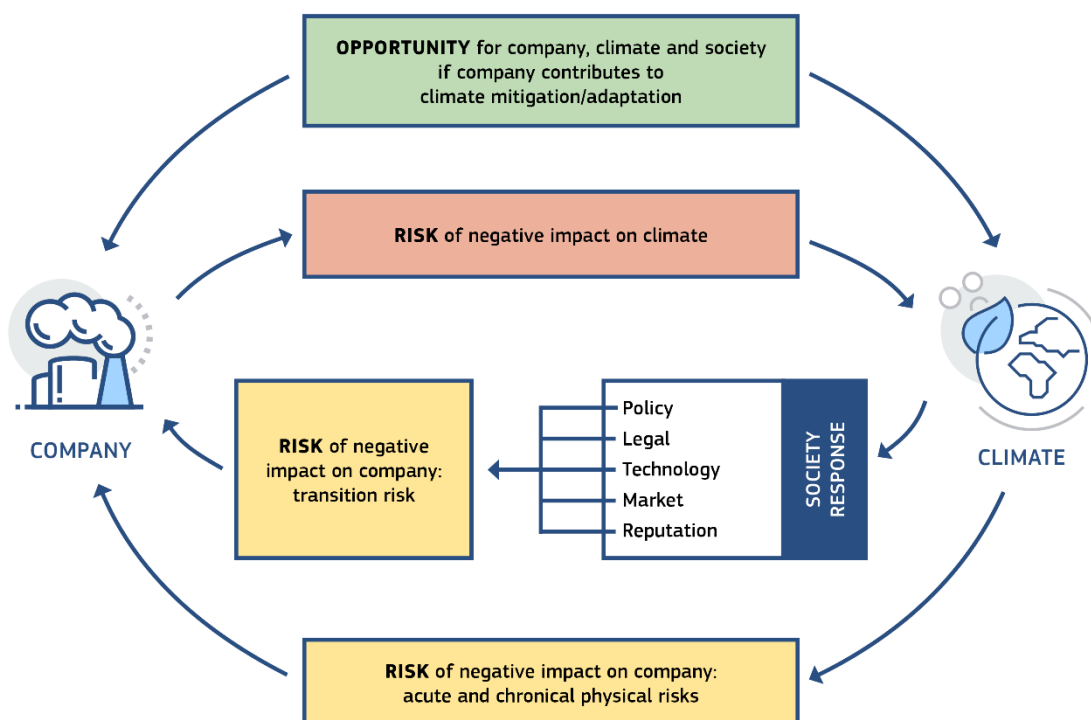 OPPORTUNITY for company, climate and society
if company contributes to
climate mitigation/adaptation
RISK of negative impact on climate
COMPANY
RISK of negative
impact on company:
transition risk
Policy
Legal
Technology
Market
Reputation
SOCIETY
RESPONSE
CLIMATE
RISK of negative impact on company:
acute and chronical physical risks